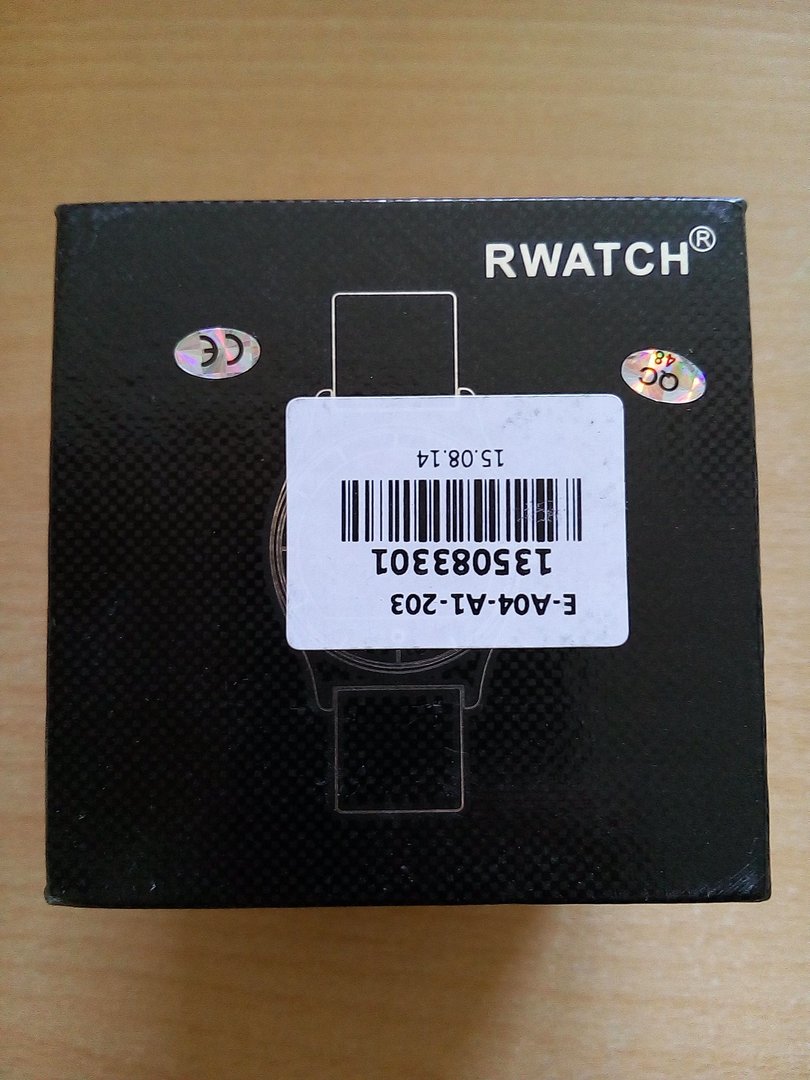 RWATCH®
CE
QC
48
E-A04-A1-203
135083301
15.08.14